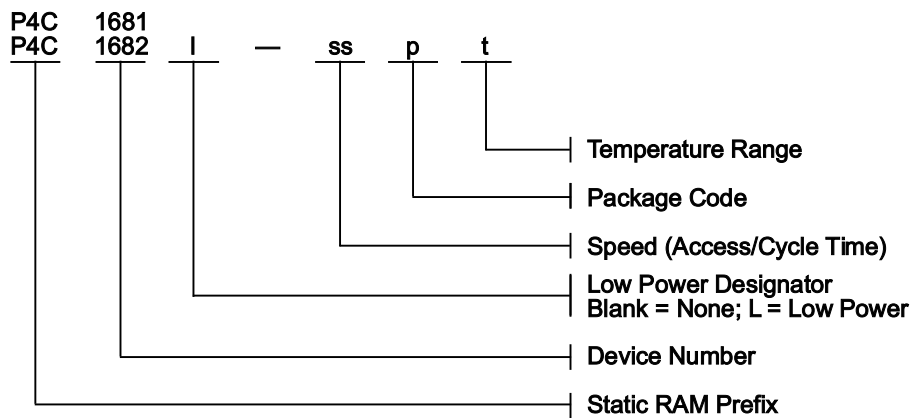 P4C 1681
P4C 1682 l — ss p t
Temperature Range
Package Code
Speed (Access/Cycle Time)
Low Power Designator
Blank = None; L = Low Power
Device Number
Static RAM Prefix